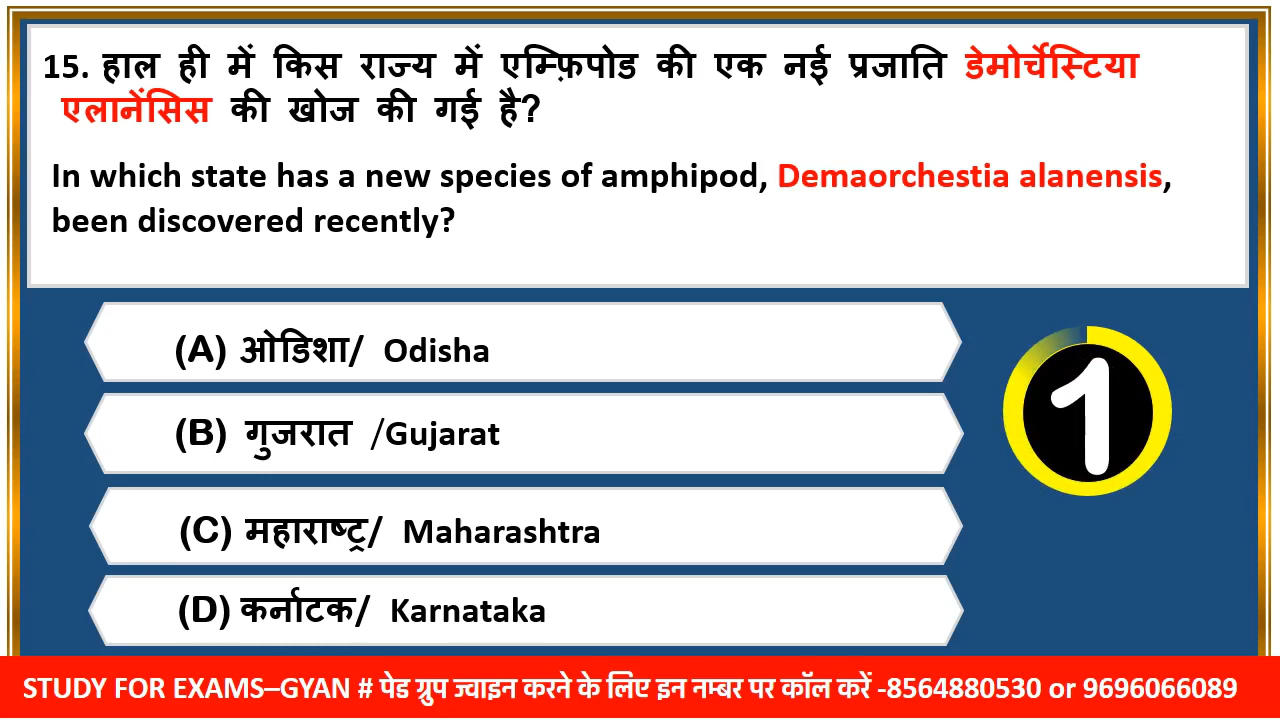 15. हाल ही में किस राज्य में एम्फ़िपोड की एक नई प्रजाति डेमोर्चेस्टिया
एलानेंसिस की खोज की गई है?
In which state has a new species of amphipod, Demaorchestia alanensis,
been discovered recently?
(A) ओडिशा/ Odisha
(B) गुजरात /Gujarat
(C) महाराष्ट्र/ Maharashtra
(D) कर्नाटक/ Karnataka
1
STUDY FOR EXAMS–GYAN # पेड ग्रुप ज्वाइन करने के लिए इन नम्बर पर कॉल करें -8564880530 or 9696066089